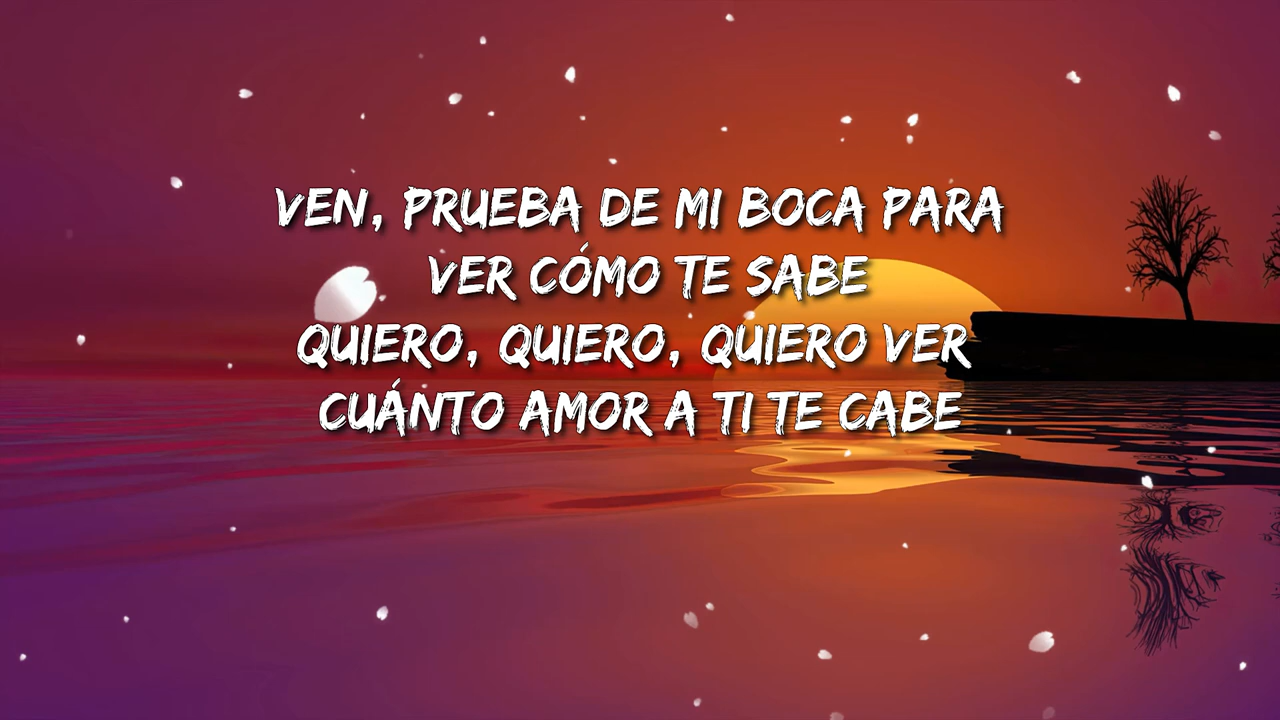 VEN, PRUEBA DE MI BOCA PARA
VER CÓMO TE SABE
QUIERO, QUIERO, QUIERO VER
CUÁNTO AMOR A TI TE CABE